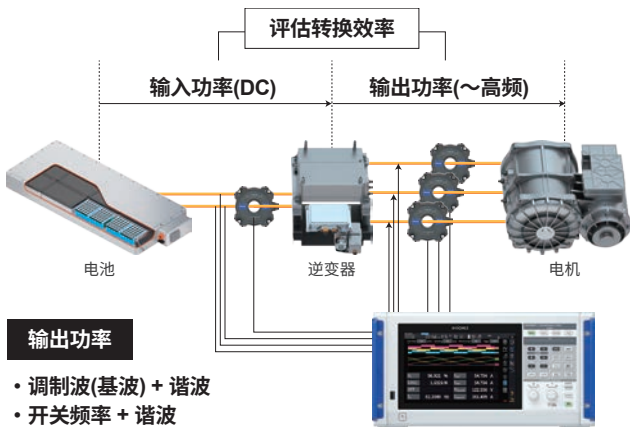 评估转换效率
输入功率(DC)
输出功率(～高频)
电池
逆变器
电机
输出功率
・调制波(基波) + 谐波
・开关频率 + 谐波